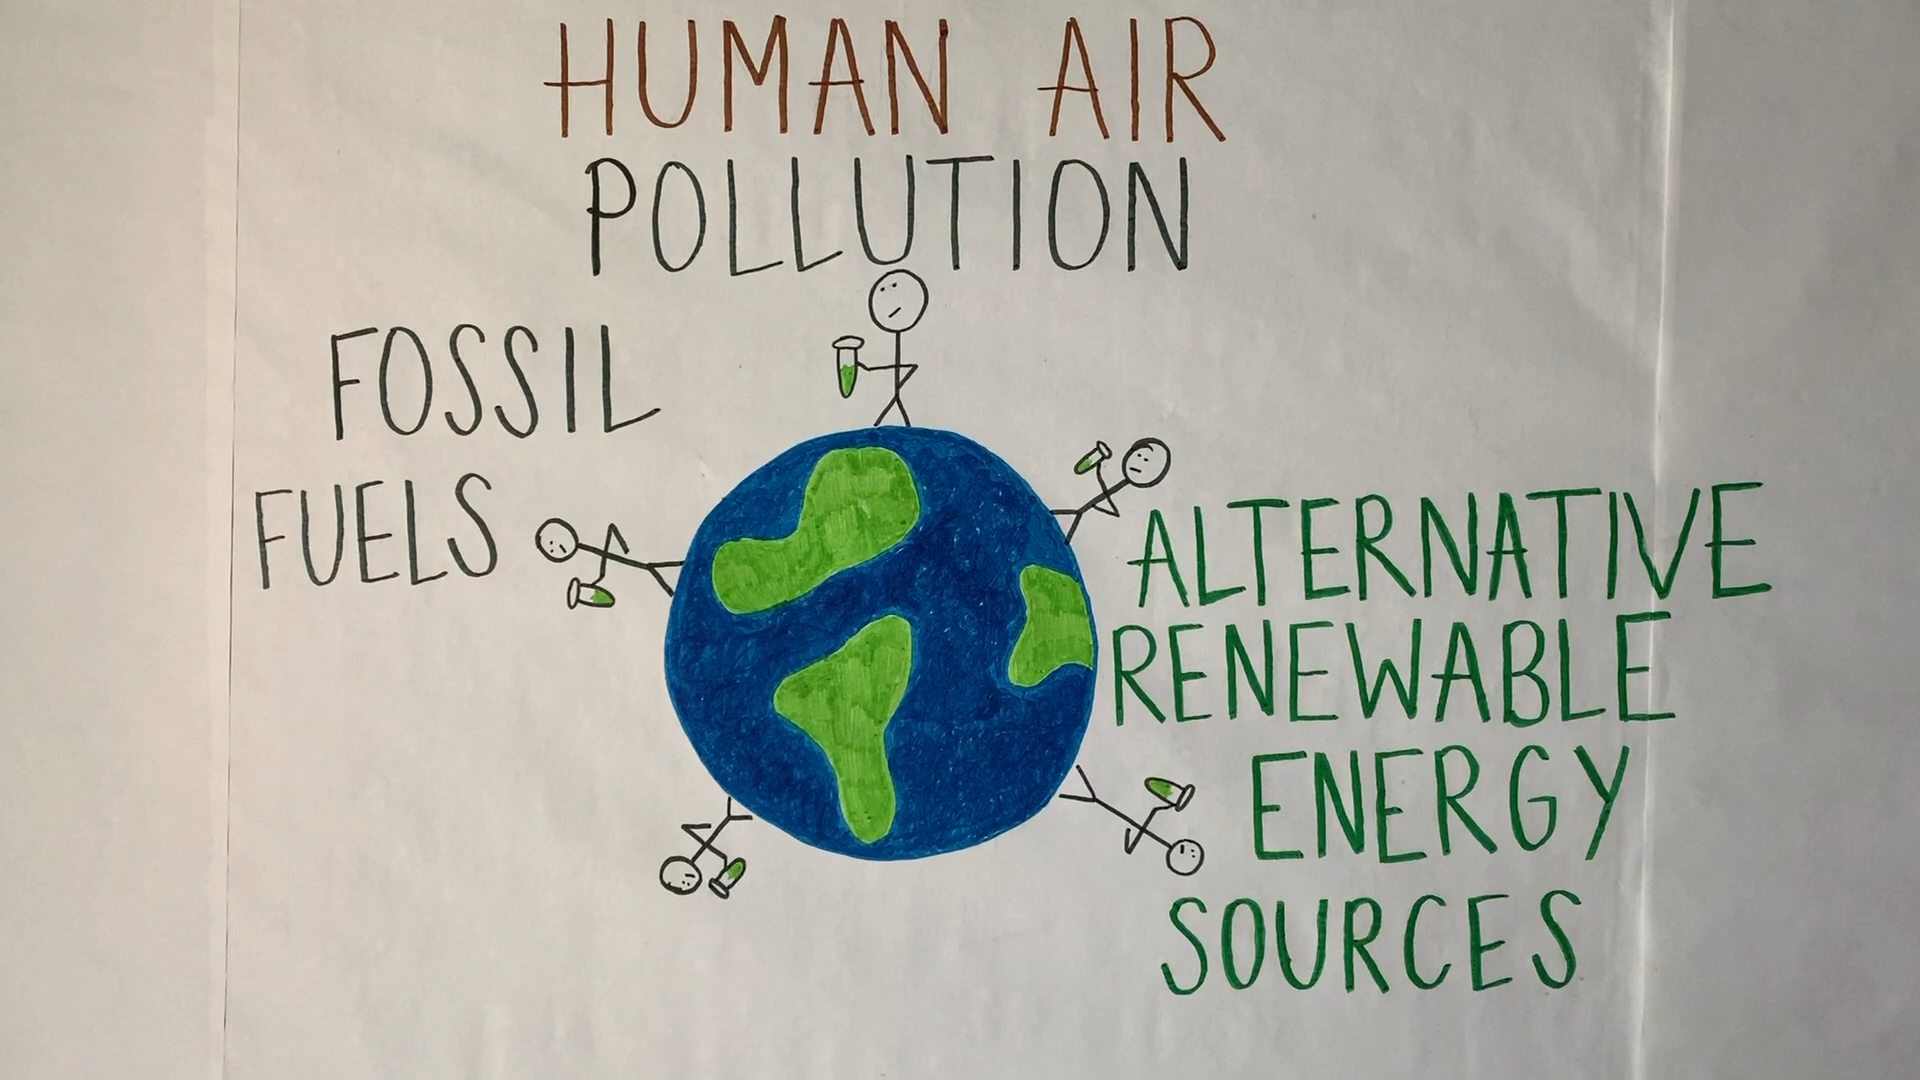 HUMAN AIR
POLLUTION
FOSSIL
FUELS
ALTERNATIVE
RENEWABLE
ENERGY
SOURCES